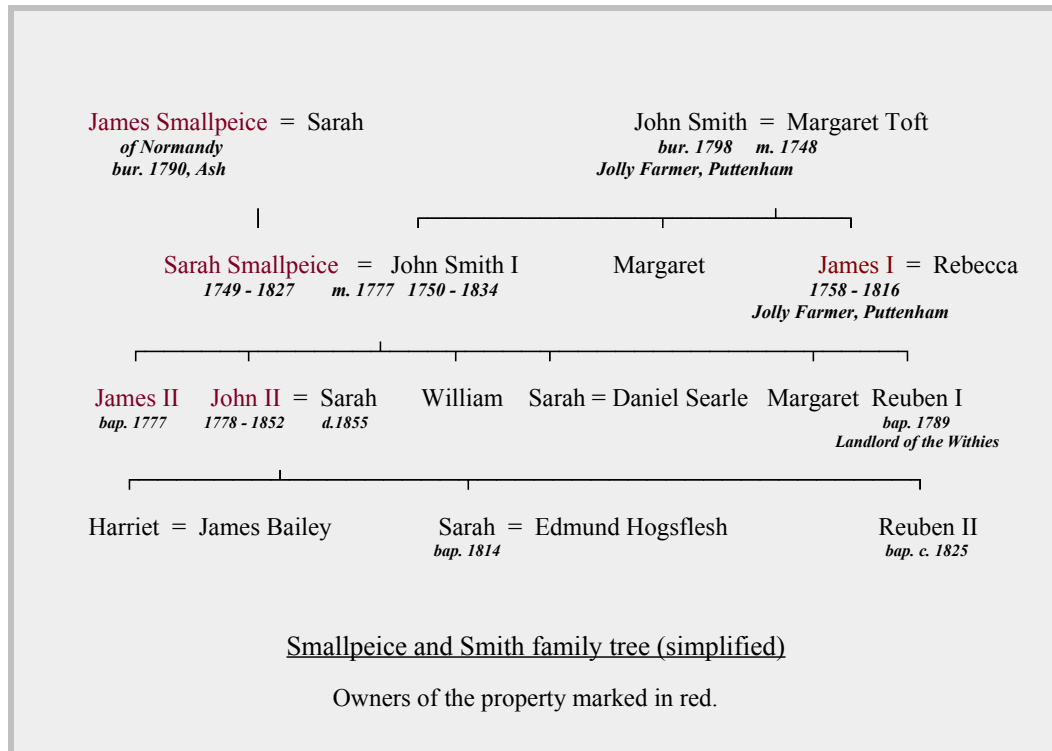 James Smallpeice = Sarah John Smith = Margaret Toft
of Normandy bur. 1798 m. 1748
bur. 1790, Ash Jolly Farmer, Puttenham
Sarah Smallpeice = John Smith I Margaret James I = Rebecca
1749 - 1827 m. 1777 1750 - 1834 1758 - 1816
Jolly Farmer, Puttenham
James II John II = Sarah William Sarah = Daniel Searle Margaret Reuben I
bap. 1777 1778 - 1852 d.1855 bap. 1789
Landlord of the Withies
Harriet = James Bailey Sarah = Edmund Hogsflesh Reuben II
bap. 1814 bap. c. 1825
Smallpeice and Smith family tree (simplified)
Owners of the property marked in red.